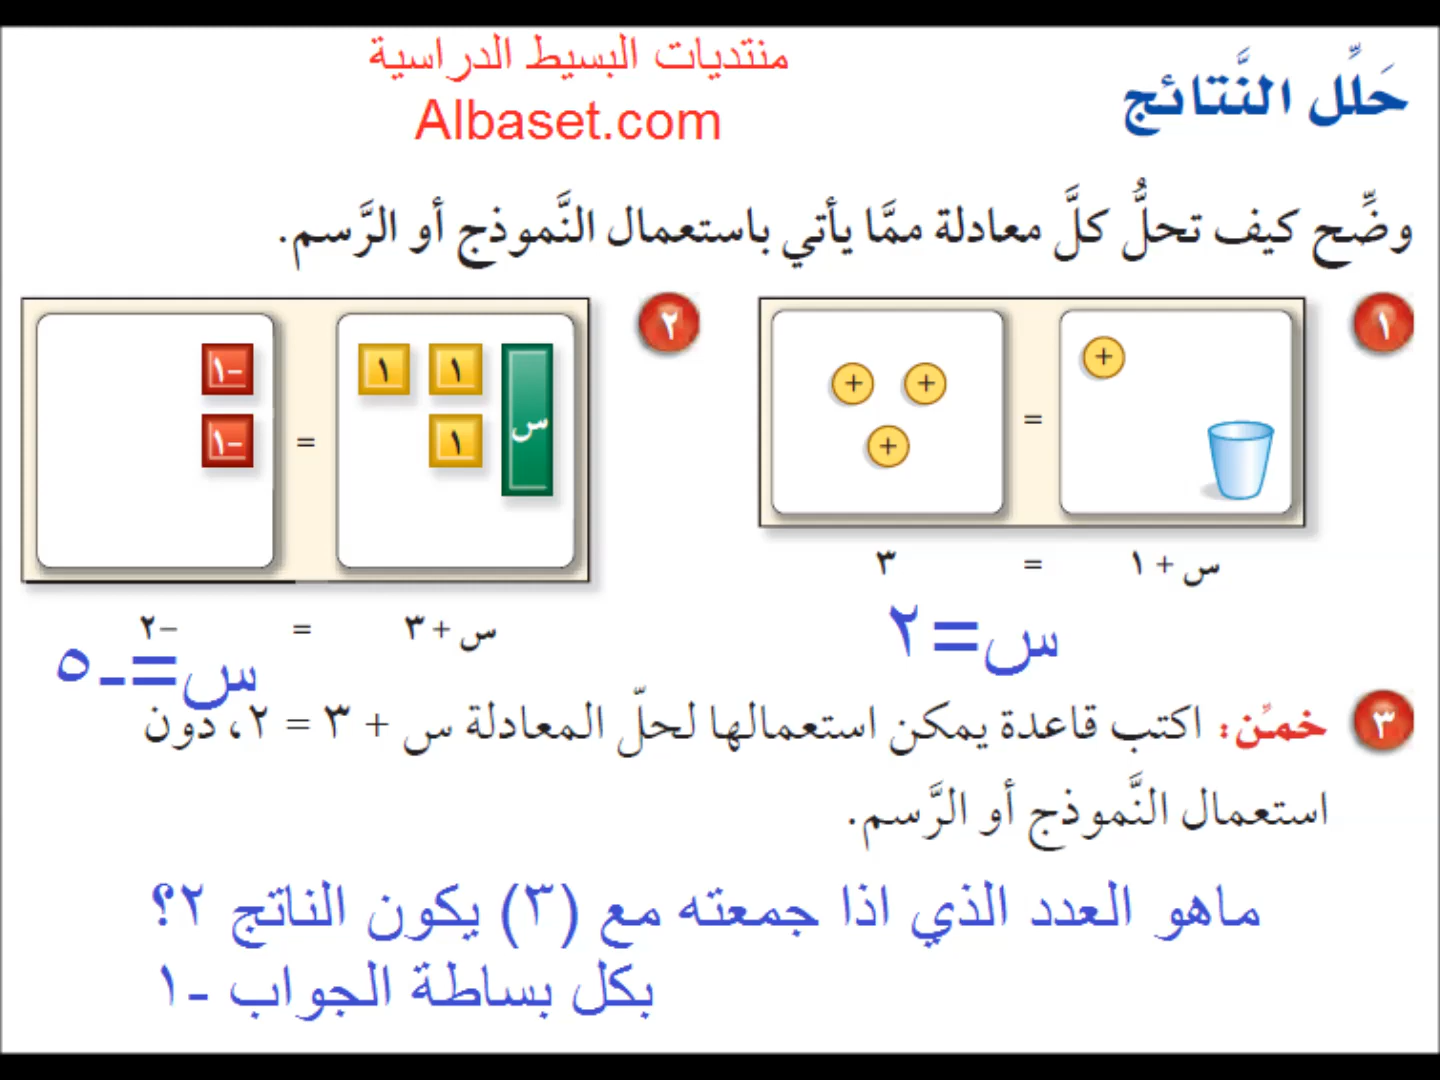 منتديات البسيط الدراسية
Albaset.com
حَلِّل النَّتائج
وضِّح كيف تحلُّ كلَّ معادلة ممَّا يأتي باستعمال النَّموذج أو الرَّسم.
١
+
+ + +
=
س + ١ = ٣
س=٢
٢
س ١ ١ ١
=
-١
-١
س + ٣ = -٢
س=-٥
٣ خمِّن: اكتب قاعدة يمكن استعمالها لحلّ المعادلة س + ٣ = ٢، دون
استعمال النَّموذج أو الرَّسم.
ماهو العدد الذي اذا جمعته مع (٣) يكون الناتج ٢؟
بكل بساطة الجواب -١